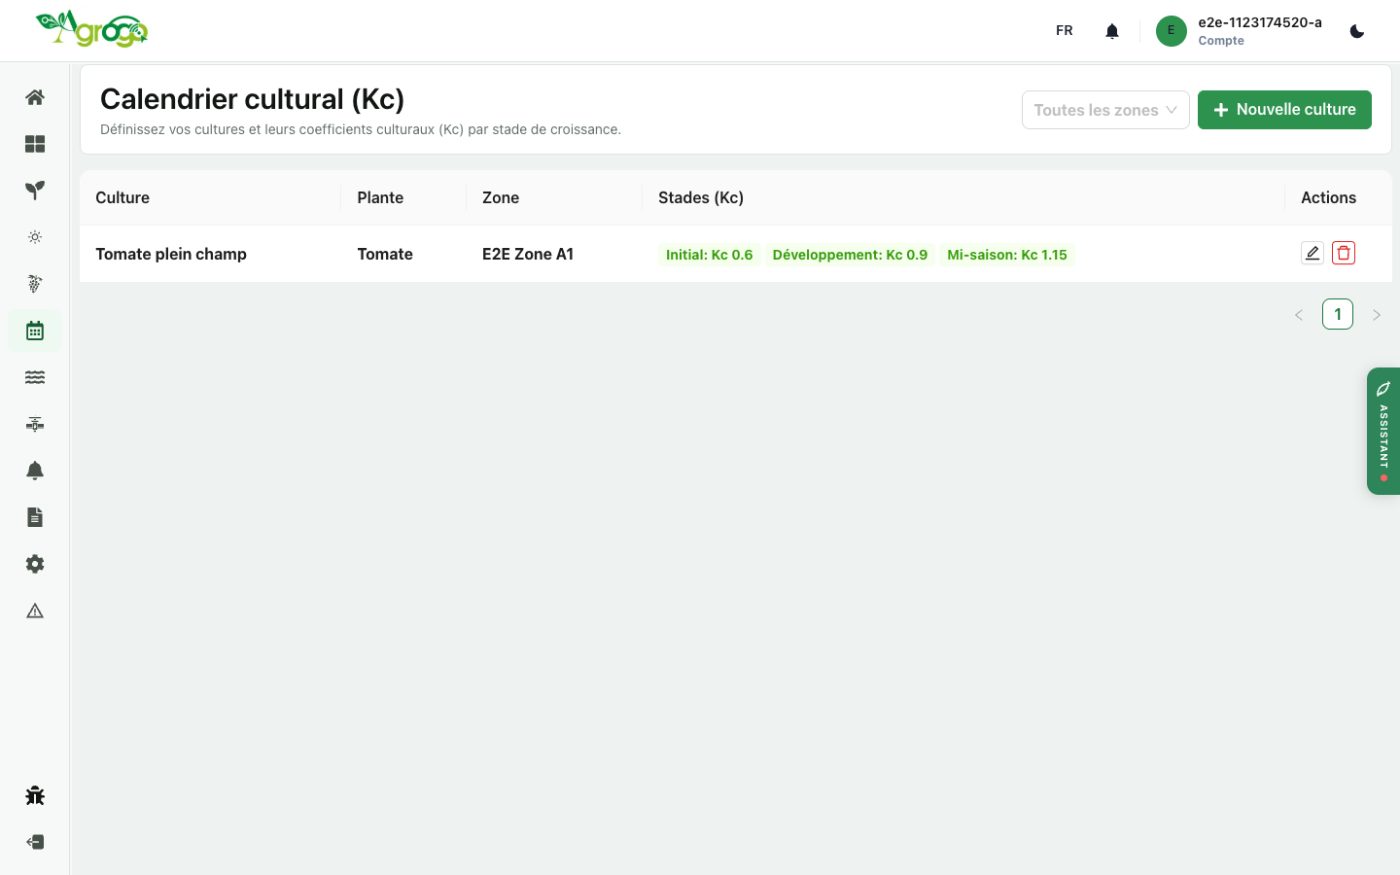 Agrogo
FR
E
e2e-1123174520-a
Compte
Calendrier cultural (Kc)
Définissez vos cultures et leurs coefficients culturaux (Kc) par stade de croissance.
Toutes les zones
Nouvelle culture
Culture Plante Zone Stades (Kc) Actions
Tomate plein champ Tomate E2E Zone A1 Initial: Kc 0.6 Développement: Kc 0.9 Mi-saison: Kc 1.15
1
ASSISTANT